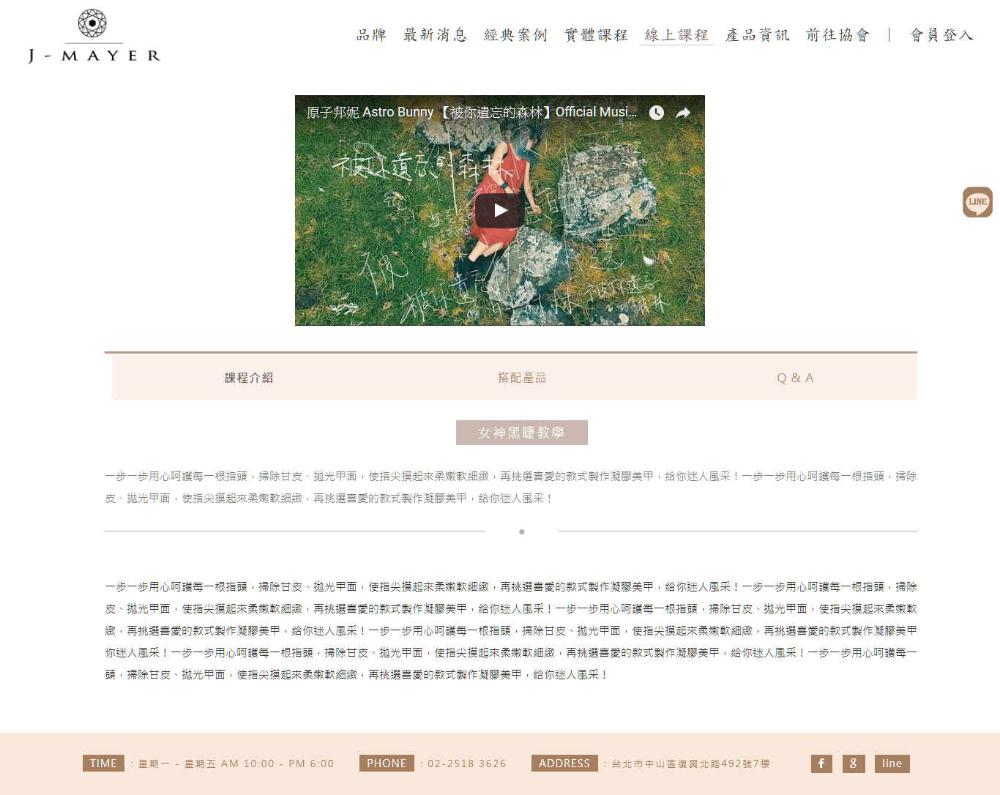 J - MAYER
品牌 最新消息 經典案例 實體課程 線上課程 產品資訊 前往協會 | 會員登入
原子邦妮 Astro Bunny 【被你遺忘的森林】Official Musi...
被你遺忘的森林
LINE
課程介紹 搭配產品 Q & A
女神黑睫教學
一步一步用心呵護每一根指頭，掃除甘皮、拋光甲面，使指尖摸起來柔嫩軟細緻，再挑選喜愛的款式製作凝膠美甲，給你迷人風采！一步一步用心呵護每一根指頭，掃除
皮、拋光甲面，使指尖摸起來柔嫩軟細緻，再挑選喜愛的款式製作凝膠美甲，給你迷人風采！
一步一步用心呵護每一根指頭，掃除甘皮、拋光甲面，使指尖摸起來柔嫩軟細緻，再挑選喜愛的款式製作凝膠美甲，給你迷人風采！一步一步用心呵護每一根指頭，掃除
皮、拋光甲面，使指尖摸起來柔嫩軟細緻，再挑選喜愛的款式製作凝膠美甲，給你迷人風采！一步一步用心呵護每一根指頭，掃除甘皮、拋光甲面，使指尖摸起來柔嫩軟
緻，再挑選喜愛的款式製作凝膠美甲，給你迷人風采！一步一步用心呵護每一根指頭，掃除甘皮、拋光甲面，使指尖摸起來柔嫩軟細緻，再挑選喜愛的款式製作凝膠美甲
你迷人風采！一步一步用心呵護每一根指頭，掃除甘皮、拋光甲面，使指尖摸起來柔嫩軟細緻，再挑選喜愛的款式製作凝膠美甲，給你迷人風采！一步一步用心呵護每一
頭，掃除甘皮、拋光甲面，使指尖摸起來柔嫩軟細緻，再挑選喜愛的款式製作凝膠美甲，給你迷人風采！
TIME : 星期一 - 星期五 AM 10:00 - PM 6:00 PHONE : 02-2518 3626 ADDRESS : 台北市中山區復興北路492號7樓 f g line